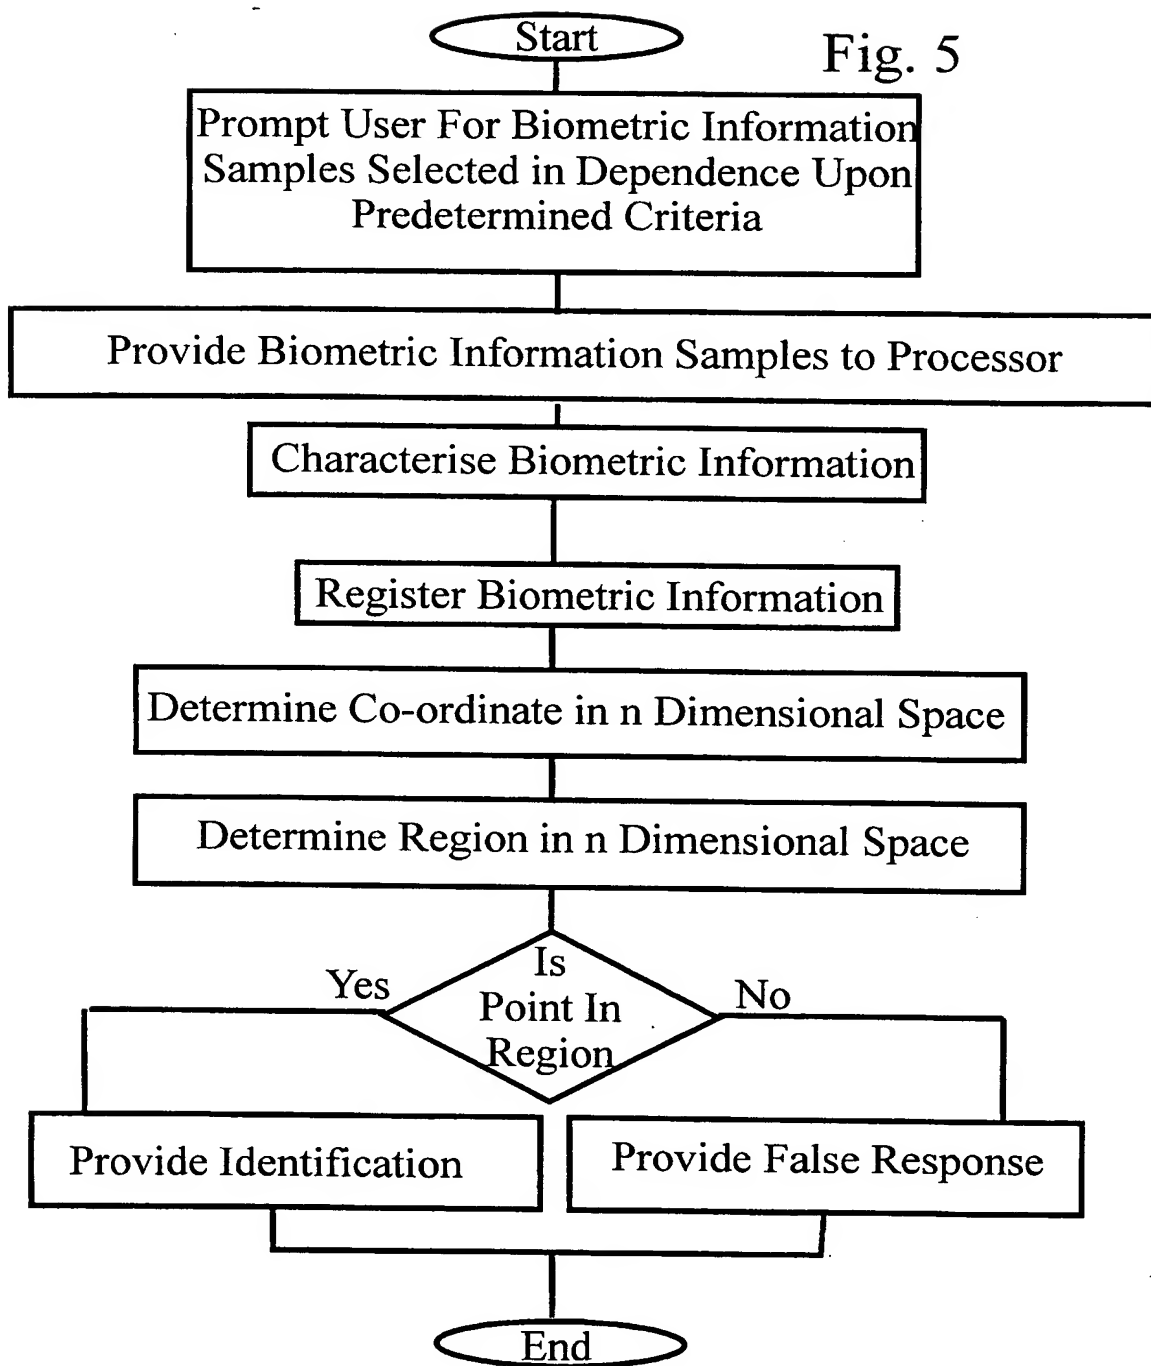 Start
Fig. 5
Prompt User For Biometric Information
Samples Selected in Dependence Upon
Predetermined Criteria
Provide Biometric Information Samples to Processor
Characterise Biometric Information
Register Biometric Information
Determine Co-ordinate in n Dimensional Space
Determine Region in n Dimensional Space
Is
Point In
Region
Yes
No
Provide Identification
Provide False Response
End